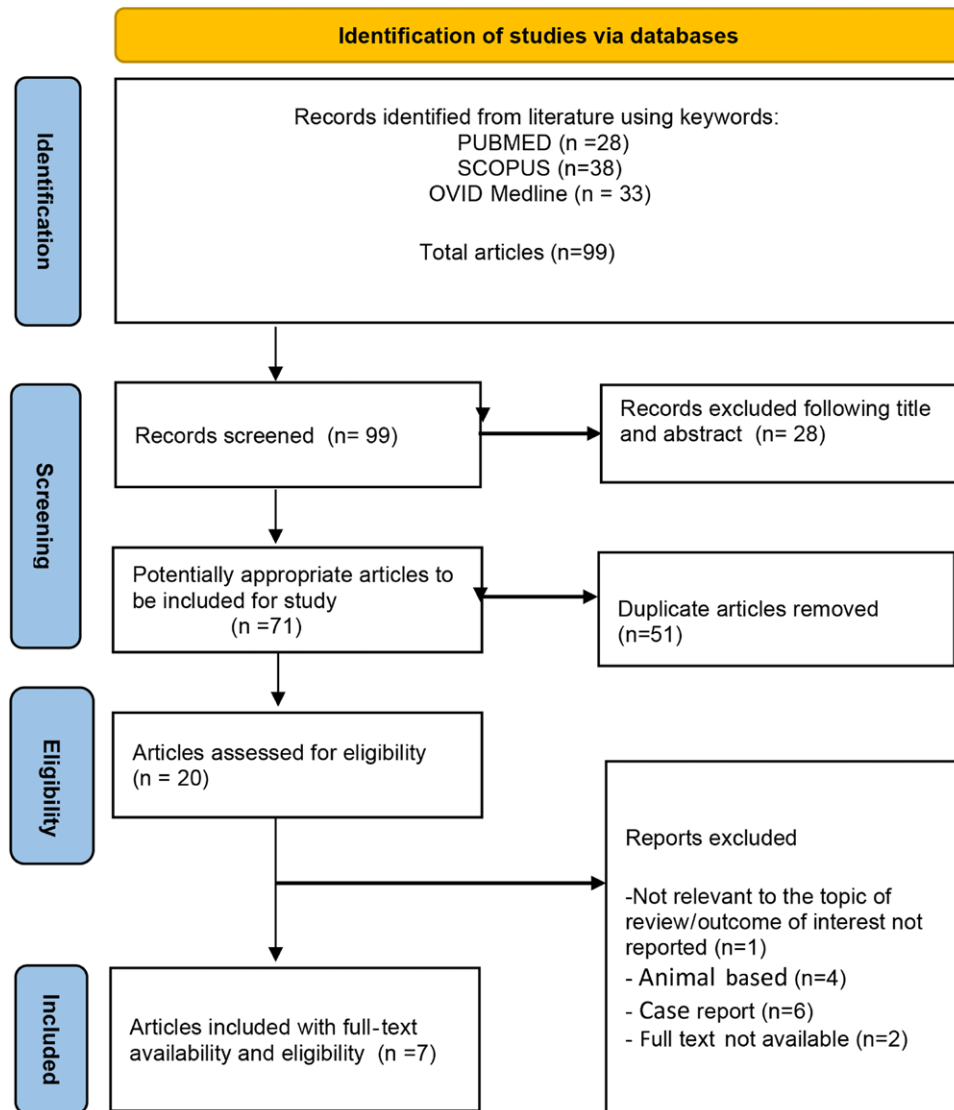 Identification of studies via databases
Identification
Records identified from literature using keywords:
PUBMED (n =28)
SCOPUS (n=38)
OVID Medline (n = 33)
Total articles (n=99)
Screening
Records screened (n= 99)
Records excluded following title
and abstract (n= 28)
Potentially appropriate articles to
be included for study
(n =71)
Duplicate articles removed
(n=51)
Eligibility
Articles assessed for eligibility
(n = 20)
Reports excluded
-Not relevant to the topic of
review/outcome of interest not
reported (n=1)
- Animal based (n=4)
- Case report (n=6)
- Full text not available (n=2)
Included
Articles included with full-text
availability and eligibility (n =7)